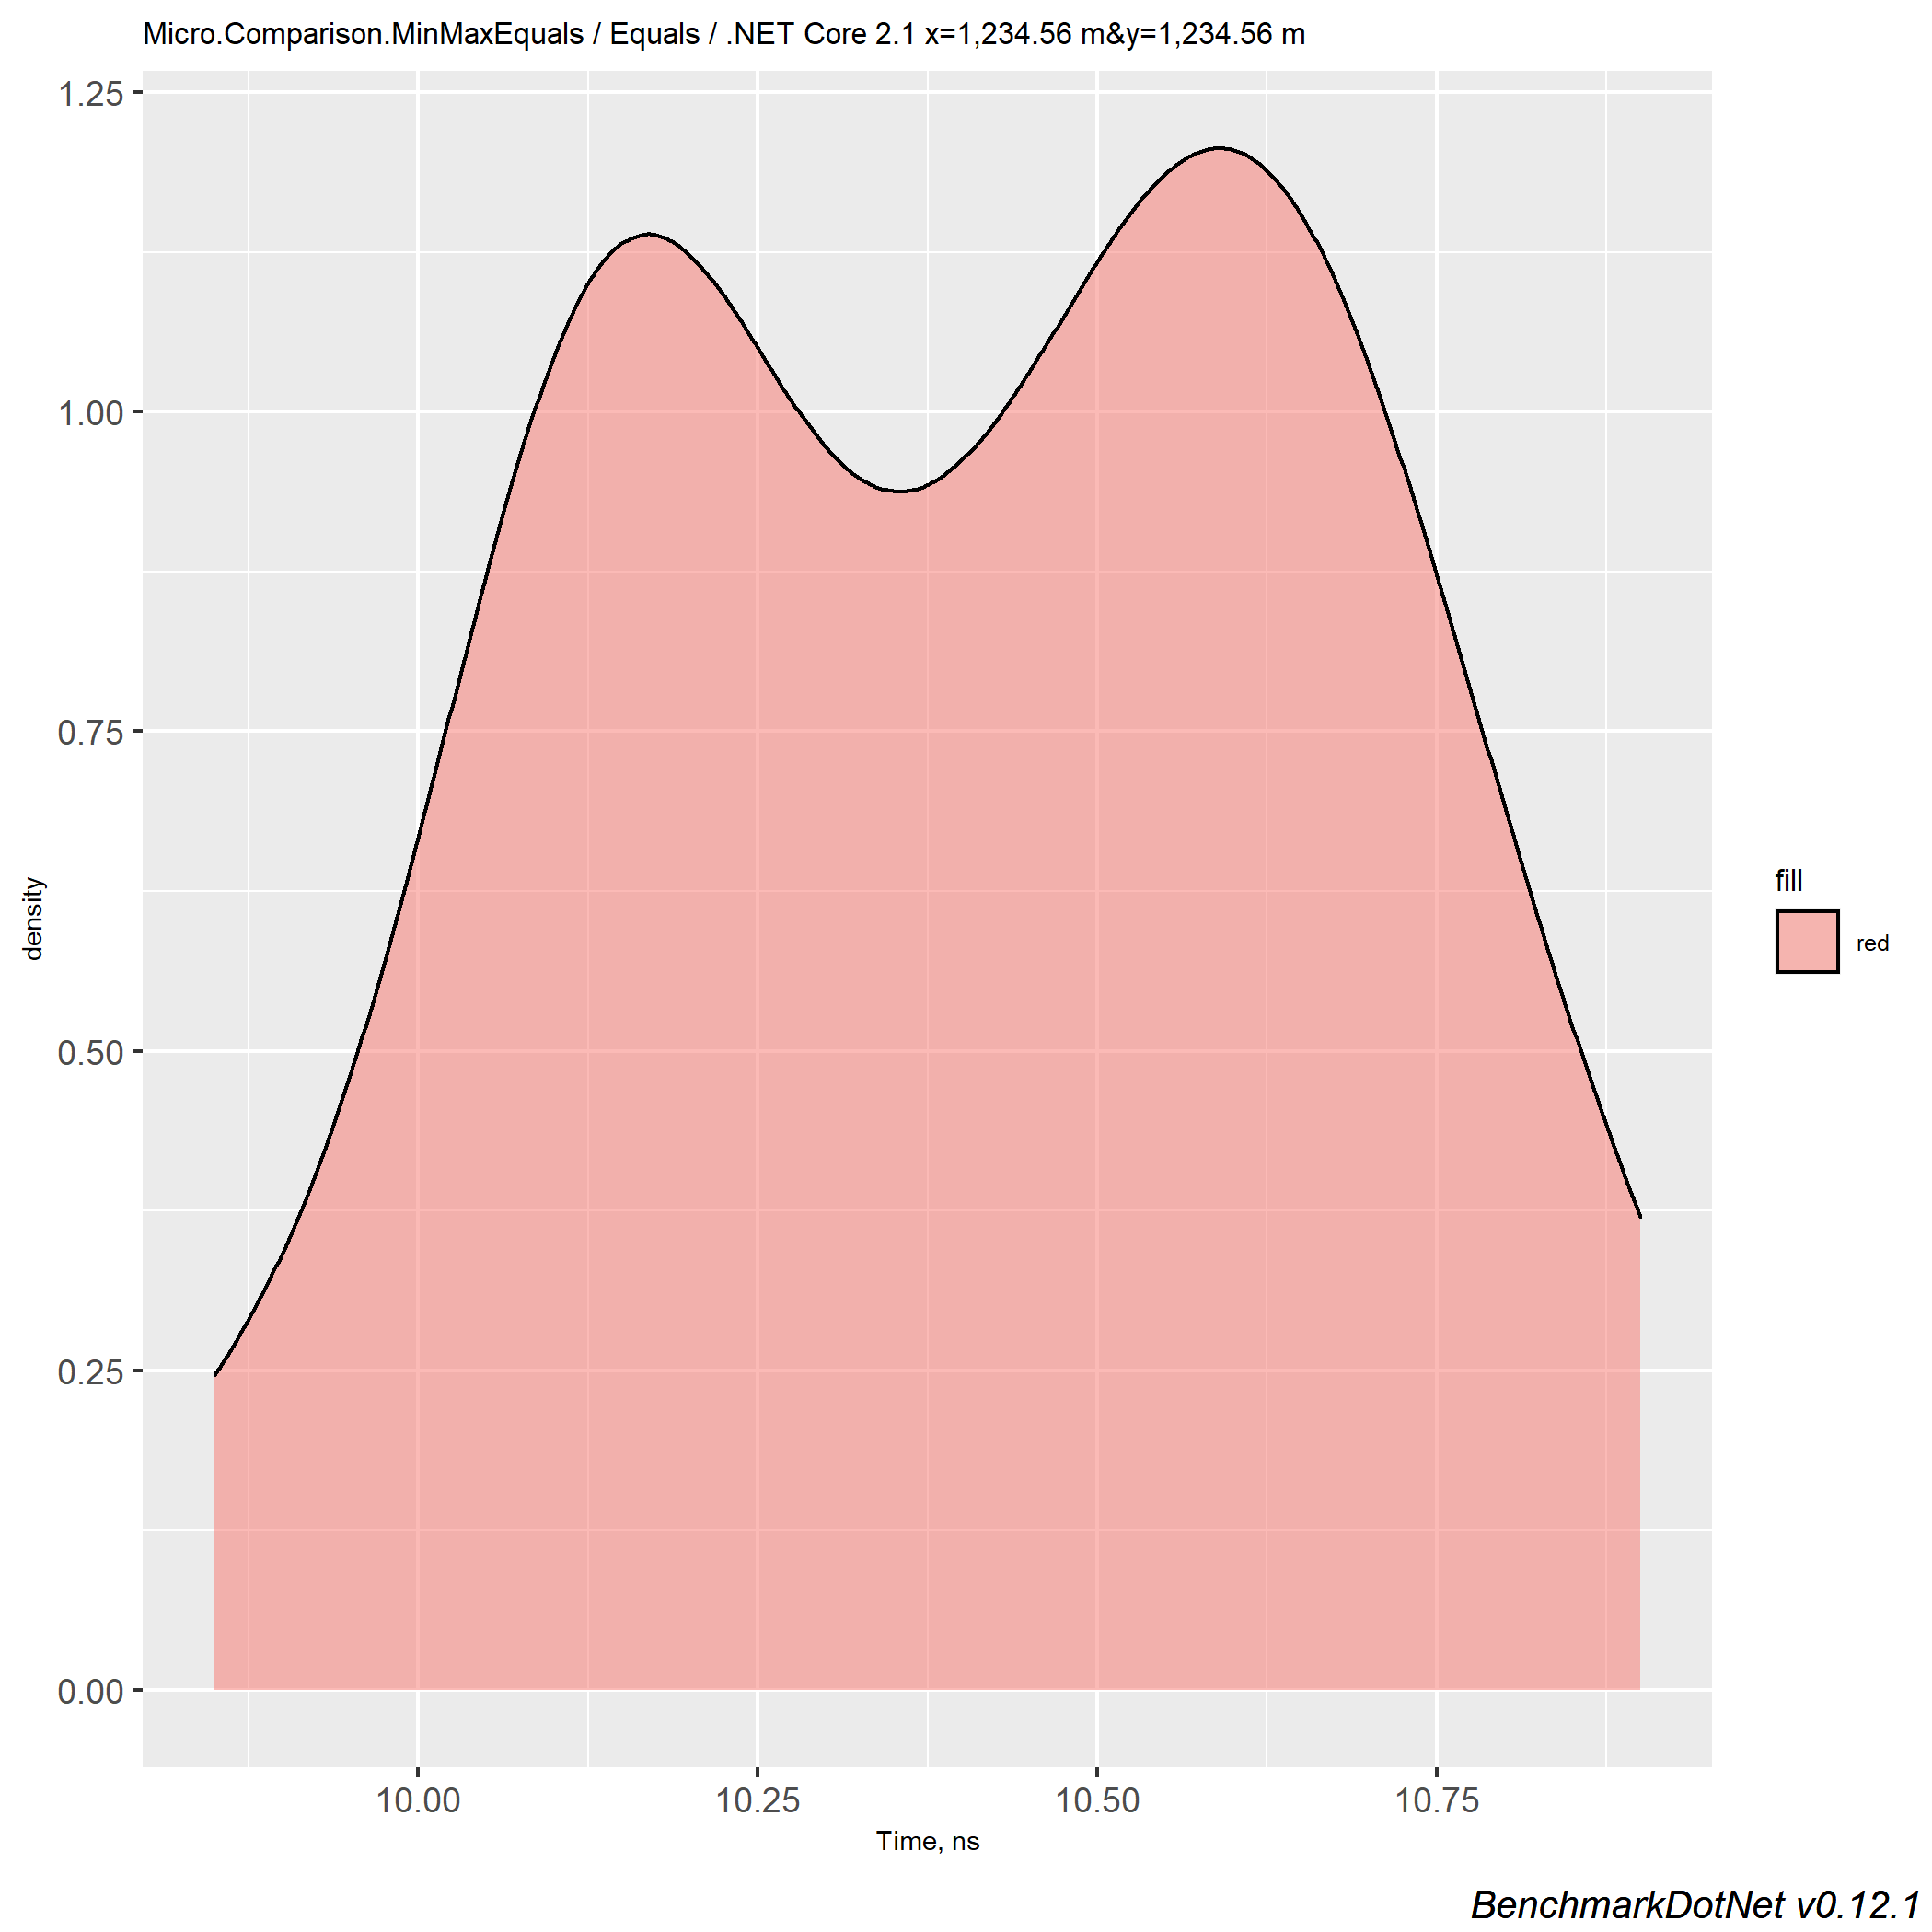 Micro.Comparison.MinMaxEquals / Equals / .NET Core 2.1 x=1,234.56 m&y=1,234.56 m
1.25
1.00
0.75
0.50
0.25
0.00
density
10.00 10.25 10.50 10.75
Time, ns
fill
red
BenchmarkDotNet v0.12.1